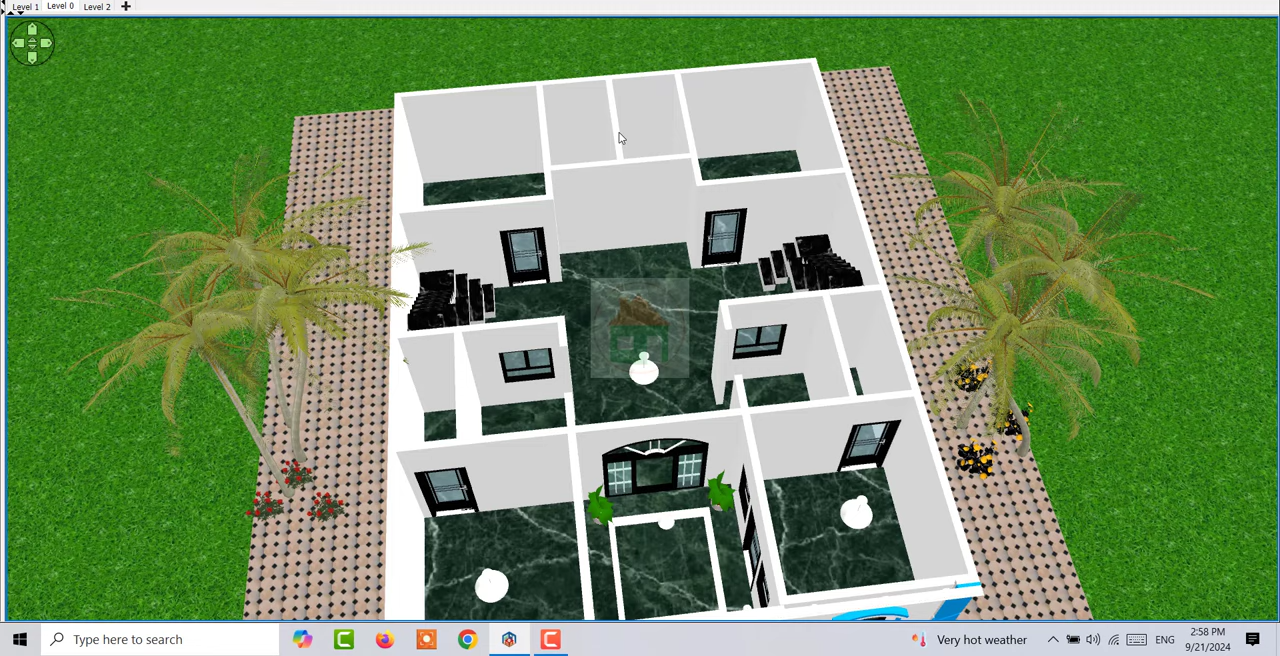 Level 1 Level 0 Level 2
Type here to search
Very hot weather
ENG
2:58 PM
9/21/2024